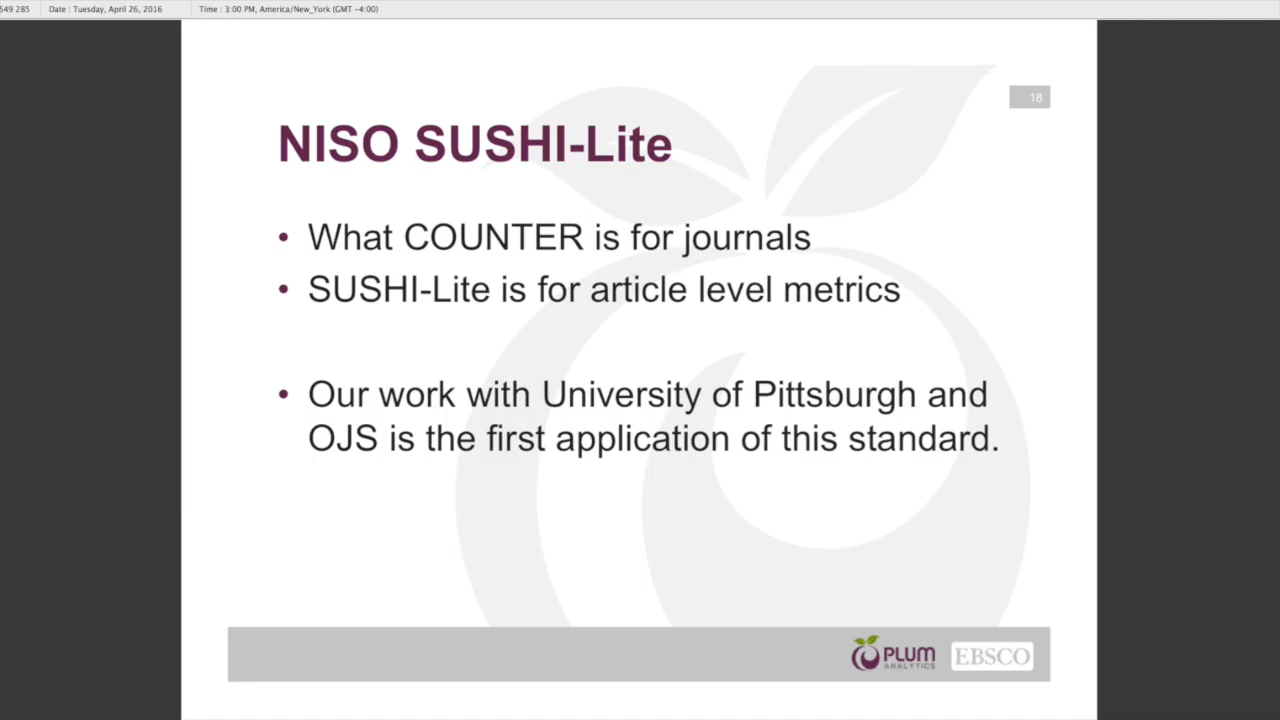 549 285 Date : Tuesday, April 26, 2016 Time : 3:00 PM, America/New_York (GMT -4:00)
18
NISO SUSHI-Lite
• What COUNTER is for journals
• SUSHI-Lite is for article level metrics
• Our work with University of Pittsburgh and
OJS is the first application of this standard.
PLUM
ANALYTICS
EBSCO